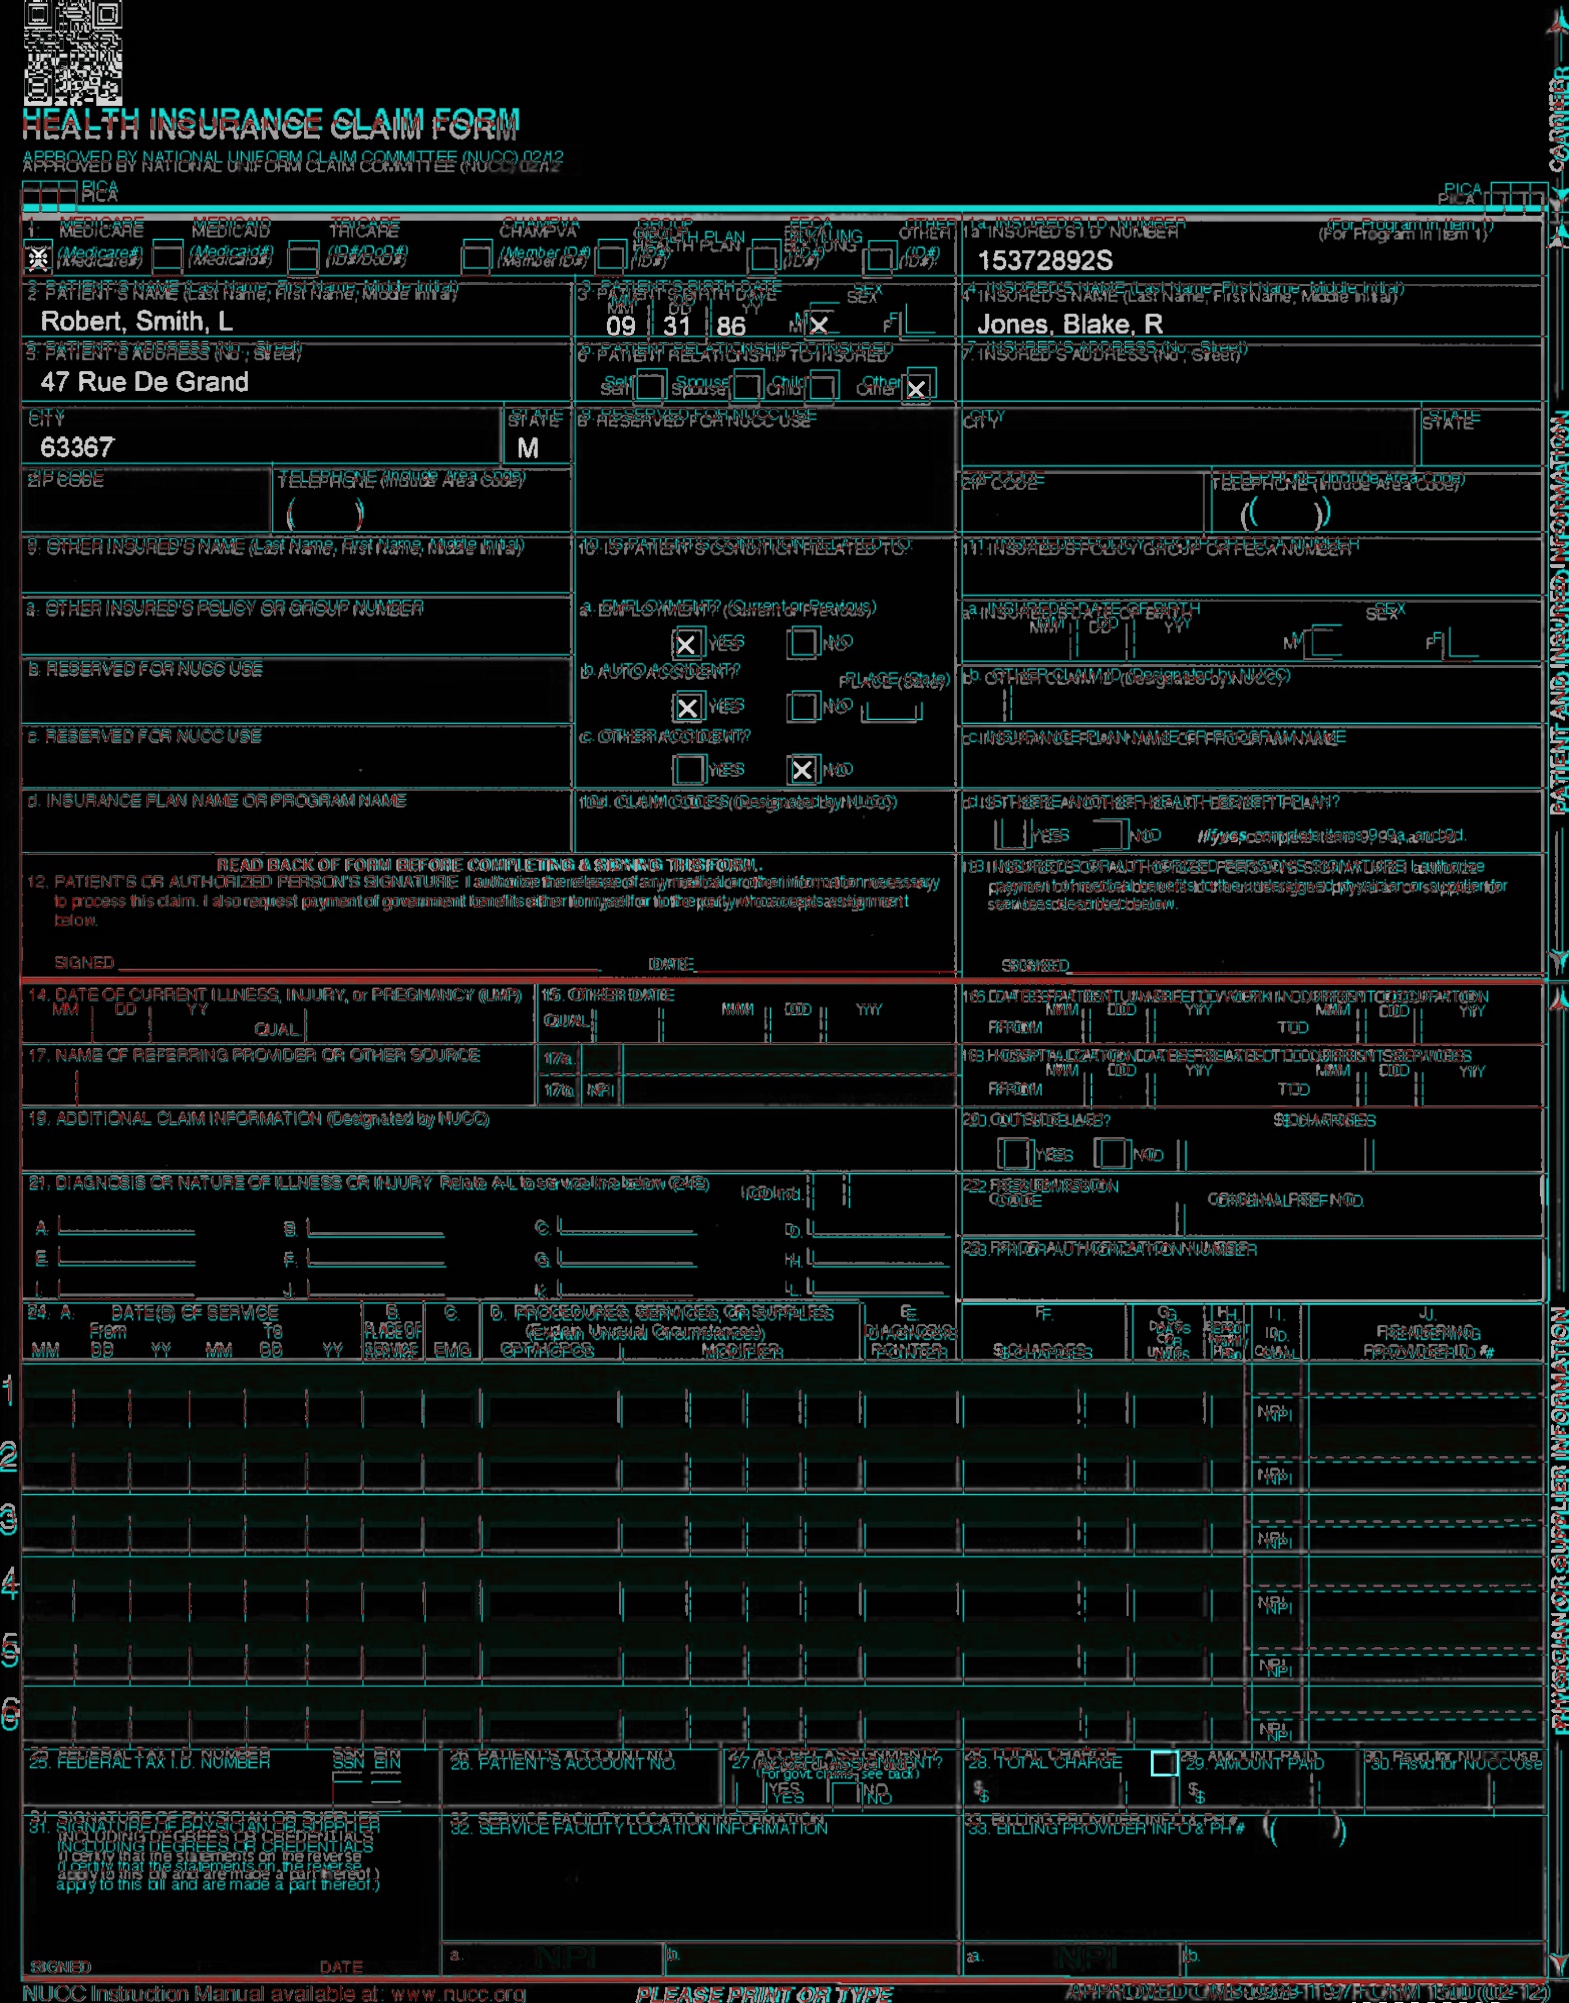 HEALTH INSURANCE CLAIM FORM
APPROVED BY NATIONAL UNIFORM CLAIM COMMITTEE (NUCC) 02/12
PICA
PICA
CARRIER
1. MEDICARE MEDICAID TRICARE CHAMPVA GROUP HEALTH PLAN FECA BLK LUNG OTHER
(Medicare#) (Medicaid#) (ID#/DoD#) (Member ID#) (ID#) (ID#) (ID#)
1a. INSURED'S I.D. NUMBER (For Program in Item 1)
15372892S
2. PATIENT'S NAME (Last Name, First Name, Middle Initial)
Robert, Smith, L
3. PATIENT'S BIRTH DATE SEX
MM DD YY
09 31 86 M X F
4. INSURED'S NAME (Last Name, First Name, Middle Initial)
Jones, Blake, R
5. PATIENT'S ADDRESS (No., Street)
47 Rue De Grand
6. PATIENT RELATIONSHIP TO INSURED
Self Spouse Child Other X
7. INSURED'S ADDRESS (No., Street)
CITY STATE
63367 M
8. RESERVED FOR NUCC USE
CITY STATE
ZIP CODE TELEPHONE (Include Area Code)
( )
ZIP CODE TELEPHONE (Include Area Code)
( )
9. OTHER INSURED'S NAME (Last Name, First Name, Middle Initial)
10. IS PATIENT'S CONDITION RELATED TO:
11. INSURED'S POLICY GROUP OR FECA NUMBER
a. OTHER INSURED'S POLICY OR GROUP NUMBER
a. EMPLOYMENT? (Current or Previous)
X YES NO
a. INSURED'S DATE OF BIRTH SEX
MM DD YY M F
b. RESERVED FOR NUCC USE
b. AUTO ACCIDENT? PLACE (State)
X YES NO
b. OTHER CLAIM ID (Designated by NUCC)
c. RESERVED FOR NUCC USE
c. OTHER ACCIDENT?
YES X NO
c. INSURANCE PLAN NAME OR PROGRAM NAME
d. INSURANCE PLAN NAME OR PROGRAM NAME
10d. CLAIM CODES (Designated by NUCC)
d. IS THERE ANOTHER HEALTH BENEFIT PLAN?
YES NO If yes, complete items 9, 9a, and 9d.
PATIENT AND INSURED INFORMATION
READ BACK OF FORM BEFORE COMPLETING & SIGNING THIS FORM.
12. PATIENT'S OR AUTHORIZED PERSON'S SIGNATURE I authorize the release of any medical or other information necessary
to process this claim. I also request payment of government benefits either to myself or to the party who accepts assignment
below.
SIGNED DATE
13. INSURED'S OR AUTHORIZED PERSON'S SIGNATURE I authorize
payment of medical benefits to the undersigned physician or supplier for
services described below.
SIGNED
14. DATE OF CURRENT ILLNESS, INJURY, or PREGNANCY (LMP)
MM DD YY QUAL.
15. OTHER DATE
QUAL. MM DD YY
16. DATES PATIENT UNABLE TO WORK IN CURRENT OCCUPATION
MM DD YY MM DD YY
FROM TO
17. NAME OF REFERRING PROVIDER OR OTHER SOURCE
17a.
17b. NPI
18. HOSPITALIZATION DATES RELATED TO CURRENT SERVICES
MM DD YY MM DD YY
FROM TO
19. ADDITIONAL CLAIM INFORMATION (Designated by NUCC)
20. OUTSIDE LAB? $ CHARGES
YES NO
21. DIAGNOSIS OR NATURE OF ILLNESS OR INJURY Relate A-L to service line below (24E) ICD Ind.
A. B. C. D.
E. F. G. H.
I. J. K. L.
22. RESUBMISSION CODE ORIGINAL REF. NO.
23. PRIOR AUTHORIZATION NUMBER
24. A. DATE(S) OF SERVICE B. C. D. PROCEDURES, SERVICES, OR SUPPLIES E. F. G. H. I. J.
From To PLACE OF SERVICE EMG (Explain Unusual Circumstances) DIAGNOSIS POINTER
MM DD YY MM DD YY CPT/HCPCS MODIFIER $ CHARGES DAYS OR UNITS ID. QUAL. RENDERING PROVIDER ID. #
1 NPI
2 NPI
3 NPI
4 NPI
5 NPI
6 NPI
PHYSICIAN OR SUPPLIER INFORMATION
25. FEDERAL TAX I.D. NUMBER SSN EIN
26. PATIENT'S ACCOUNT NO.
27. ACCEPT ASSIGNMENT?
(For govt. claims, see back)
YES NO
28. TOTAL CHARGE
$
29. AMOUNT PAID
$
30. Rsvd.for NUCC Use
31. SIGNATURE OF PHYSICIAN OR SUPPLIER
INCLUDING DEGREES OR CREDENTIALS
(I certify that the statements on the reverse
apply to this bill and are made a part thereof.)
SIGNED DATE
32. SERVICE FACILITY LOCATION INFORMATION
a. NPI b.
33. BILLING PROVIDER INFO & PH # ( )
a. NPI b.
NUCC Instruction Manual available at: www.nucc.org
PLEASE PRINT OR TYPE
APPROVED OMB-0938-1197 FORM 1500 (02-12)